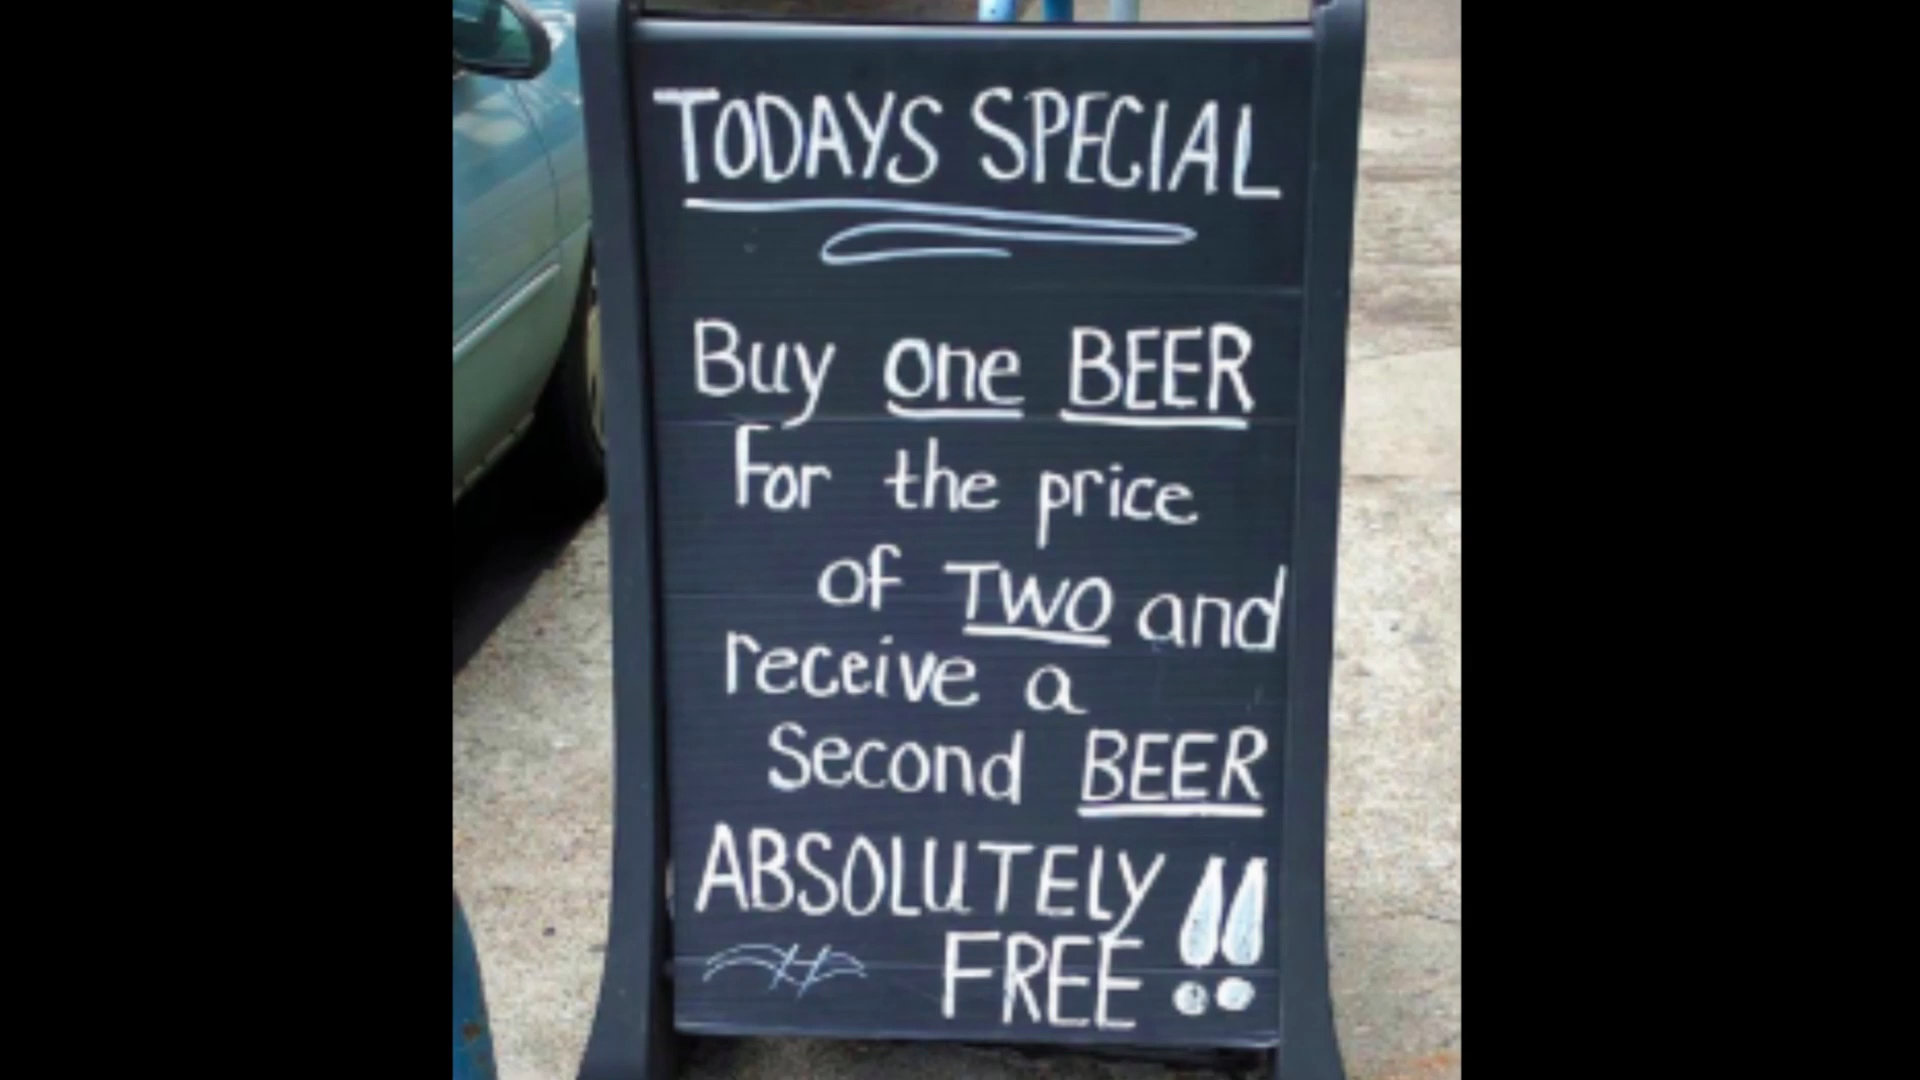 TODAYS SPECIAL
Buy one BEER
For the price
of TWO and
receive a
Second BEER
ABSOLUTELY
FREE !!